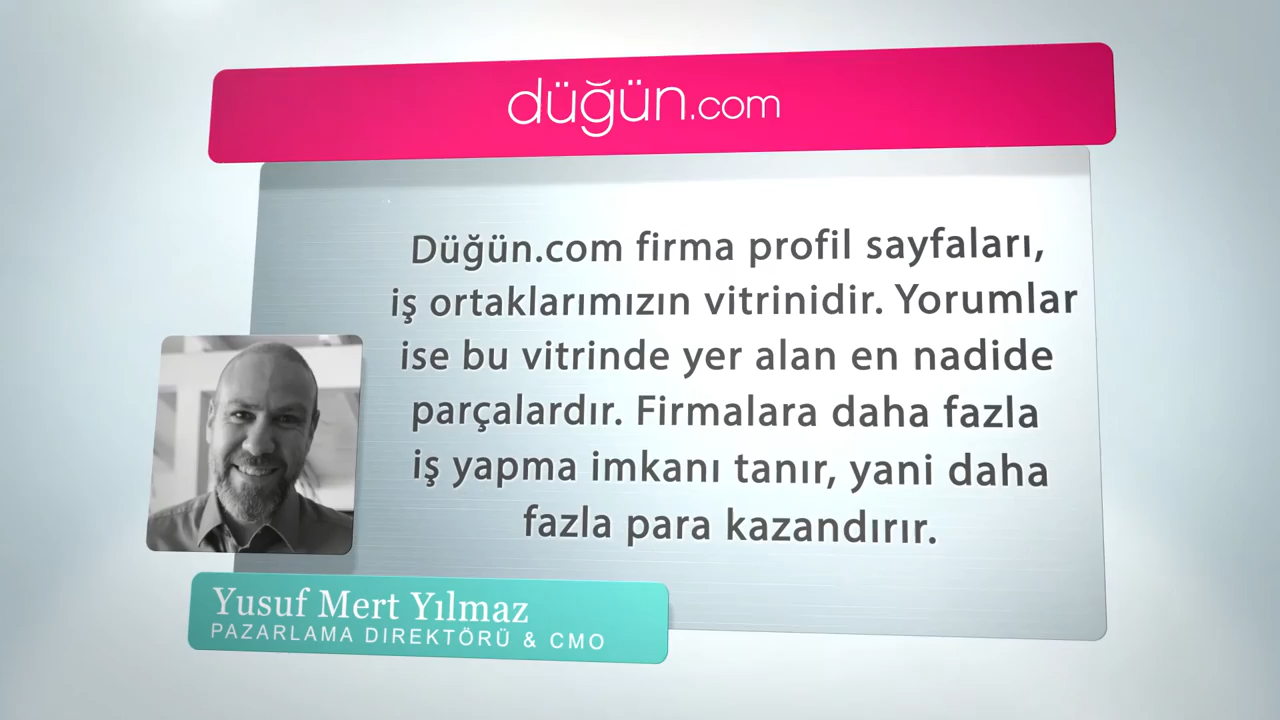 düğün.com
Düğün.com firma profil sayfaları,
iş ortaklarımızın vitrinidir. Yorumlar
ise bu vitrinde yer alan en nadide
parçalardır. Firmalara daha fazla
iş yapma imkanı tanır, yani daha
fazla para kazandırır.
Yusuf Mert Yılmaz
PAZARLAMA DIREKTÖRÜ & CMO